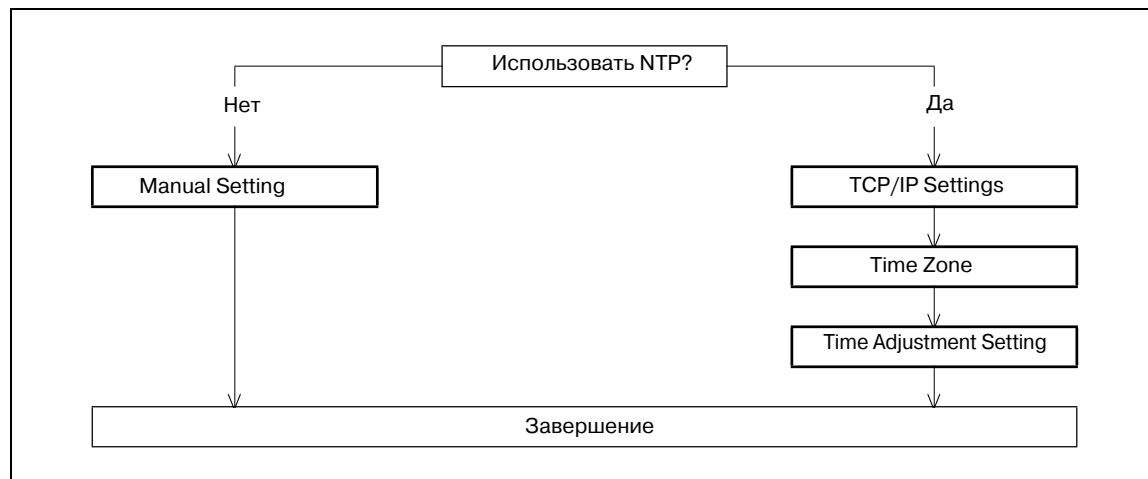 Использовать NTP?
Нет
Да
Manual Setting
TCP/IP Settings
Time Zone
Time Adjustment Setting
Завершение